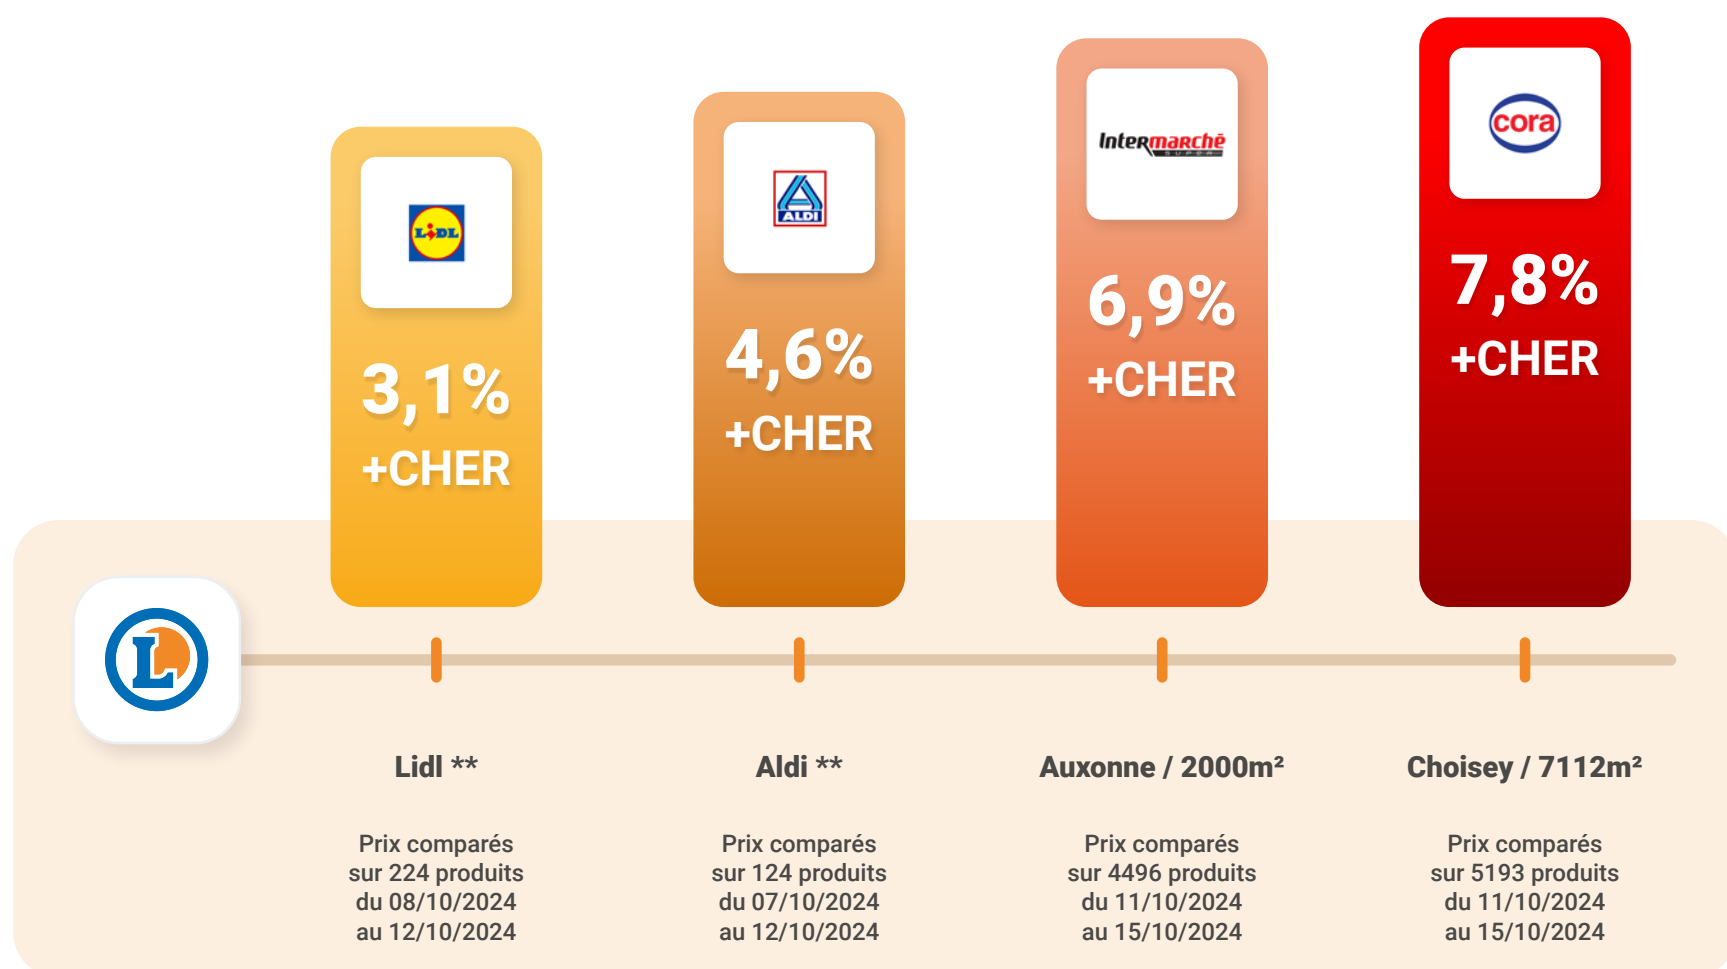 LIDL
3,1%
+CHER
ALDI
4,6%
+CHER
Intermarchē
SUPER
6,9%
+CHER
cora
7,8%
+CHER
L
Lidl **
Prix comparés
sur 224 produits
du 08/10/2024
au 12/10/2024
Aldi **
Prix comparés
sur 124 produits
du 07/10/2024
au 12/10/2024
Auxonne / 2000m²
Prix comparés
sur 4496 produits
du 11/10/2024
au 15/10/2024
Choisey / 7112m²
Prix comparés
sur 5193 produits
du 11/10/2024
au 15/10/2024